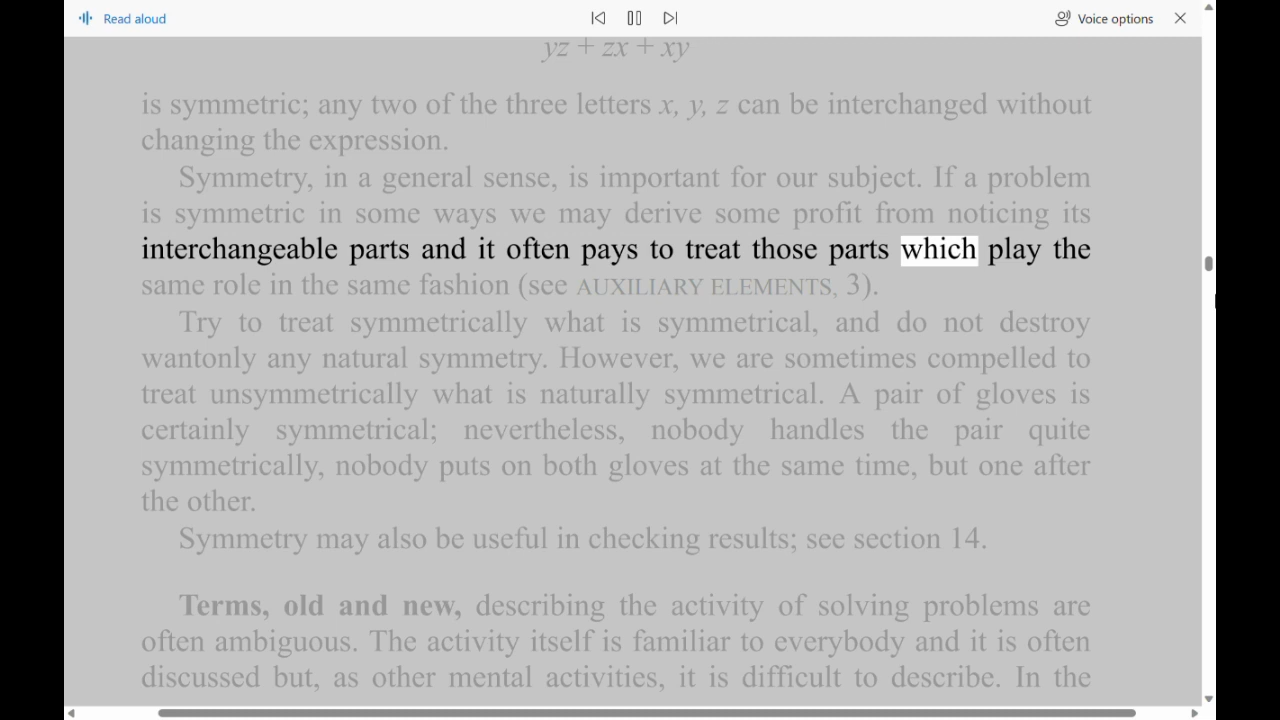 Read aloud
Voice options
yz + zx + xy
is symmetric; any two of the three letters x, y, z can be interchanged without
changing the expression.
Symmetry, in a general sense, is important for our subject. If a problem
is symmetric in some ways we may derive some profit from noticing its
interchangeable parts and it often pays to treat those parts which play the
same role in the same fashion (see AUXILIARY ELEMENTS, 3).
Try to treat symmetrically what is symmetrical, and do not destroy
wantonly any natural symmetry. However, we are sometimes compelled to
treat unsymmetrically what is naturally symmetrical. A pair of gloves is
certainly symmetrical; nevertheless, nobody handles the pair quite
symmetrically, nobody puts on both gloves at the same time, but one after
the other.
Symmetry may also be useful in checking results; see section 14.
Terms, old and new, describing the activity of solving problems are
often ambiguous. The activity itself is familiar to everybody and it is often
discussed but, as other mental activities, it is difficult to describe. In the